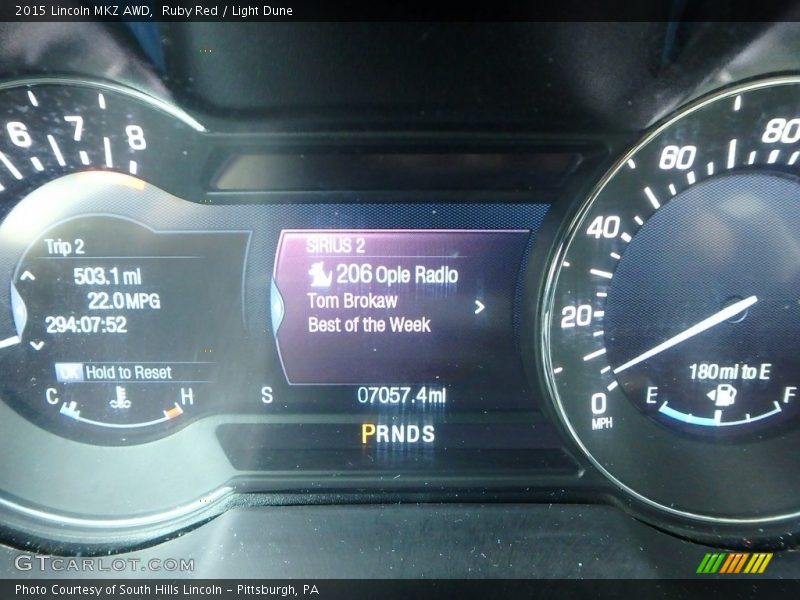 2015 Lincoln MKZ AWD, Ruby Red / Light Dune
6 7 8
Trip 2
503.1 mi
22.0 MPG
294:07:52
OK Hold to Reset
C H
SIRIUS 2
206 Ople Radio
Tom Brokaw
Best of the Week
S 07057.4mi
PRNDS
0 20 40 60 80
MPH
180 mi to E
E F
GTCARLOT.COM
Photo Courtesy of South Hills Lincoln - Pittsburgh, PA